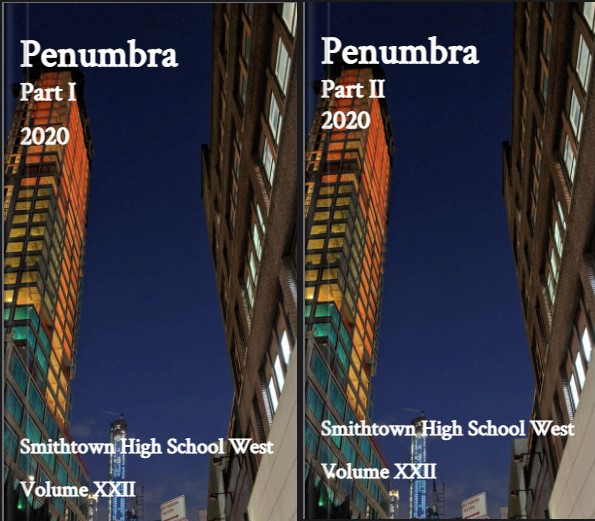 Penumbra
Part I
2020
Smithtown High School West
Volume XXII
Penumbra
Part II
2020
Smithtown High School West
Volume XXII